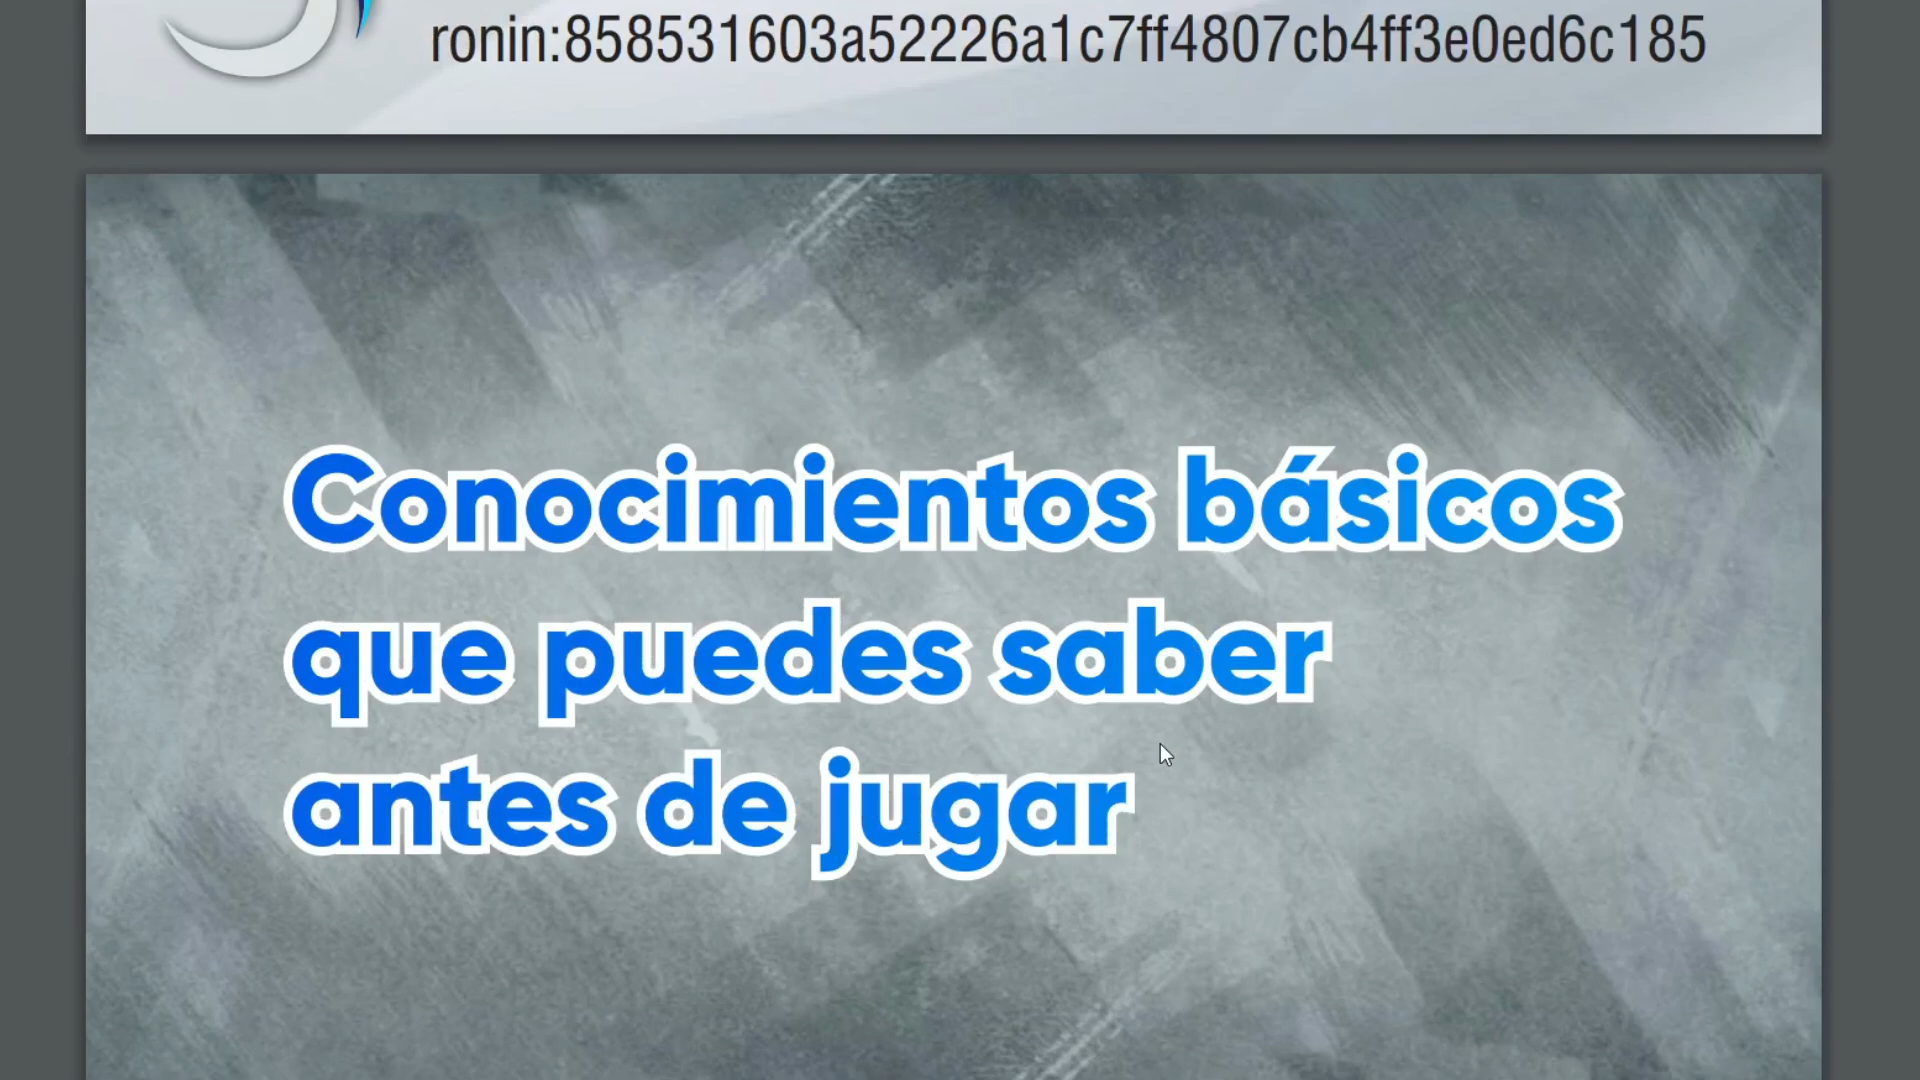 ronin:858531603a52226a1c7ff4807cb4ff3e0ed6c185
Conocimientos básicos
que puedes saber
antes de jugar